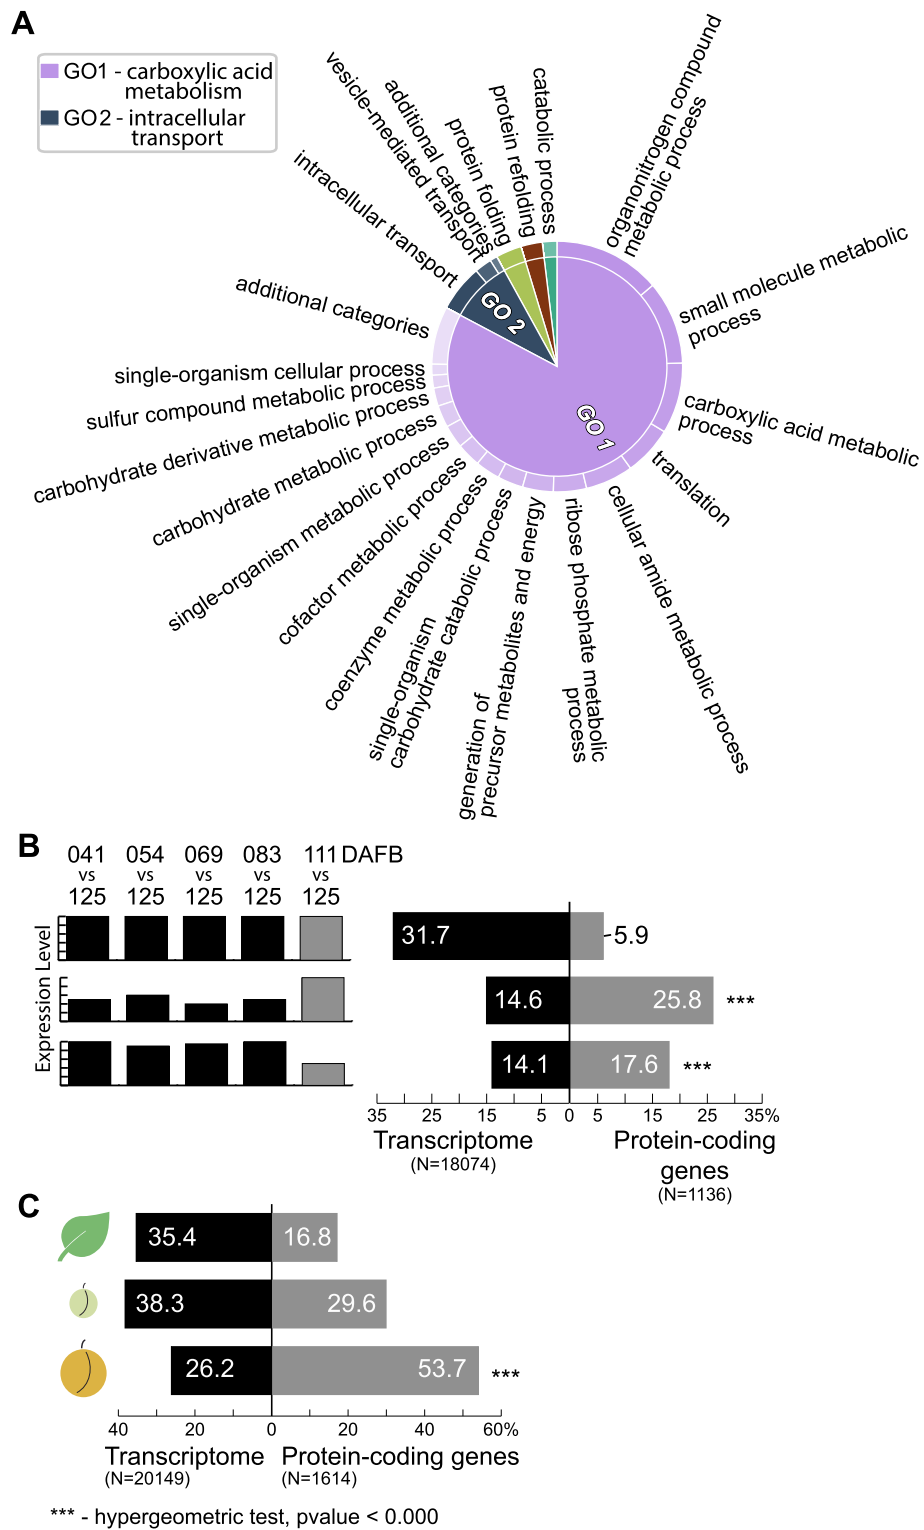 A
GO1 - carboxylic acid
metabolism
GO2 - intracellular
transport
organonitrogen compound
metabolic process
small molecule metabolic
process
carboxylic acid metabolic
process
translation
cellular amide metabolic process
ribose phosphate metabolic
process
generation of
precursor metabolites and energy
single-organism
carbohydrate catabolic process
coenzyme metabolic process
cofactor metabolic process
single-organism metabolic process
carbohydrate metabolic process
carbohydrate derivative metabolic process
sulfur compound metabolic process
single-organism cellular process
additional categories
intracellular transport
vesicle-mediated transport
additional categories
protein folding
protein refolding
catabolic process
GO 2
GO 1
B
041 054 069 083 111 DAFB
vs vs vs vs vs
125 125 125 125 125
Expression Level
31.7 5.9
14.6 25.8 ***
14.1 17.6 ***
35 25 15 5 0 5 15 25 35%
Transcriptome
(N=18074)
Protein-coding
genes
(N=1136)
C
35.4 16.8
38.3 29.6
26.2 53.7 ***
40 20 0 20 40 60%
Transcriptome Protein-coding genes
(N=20149) (N=1614)
*** - hypergeometric test, pvalue < 0.000